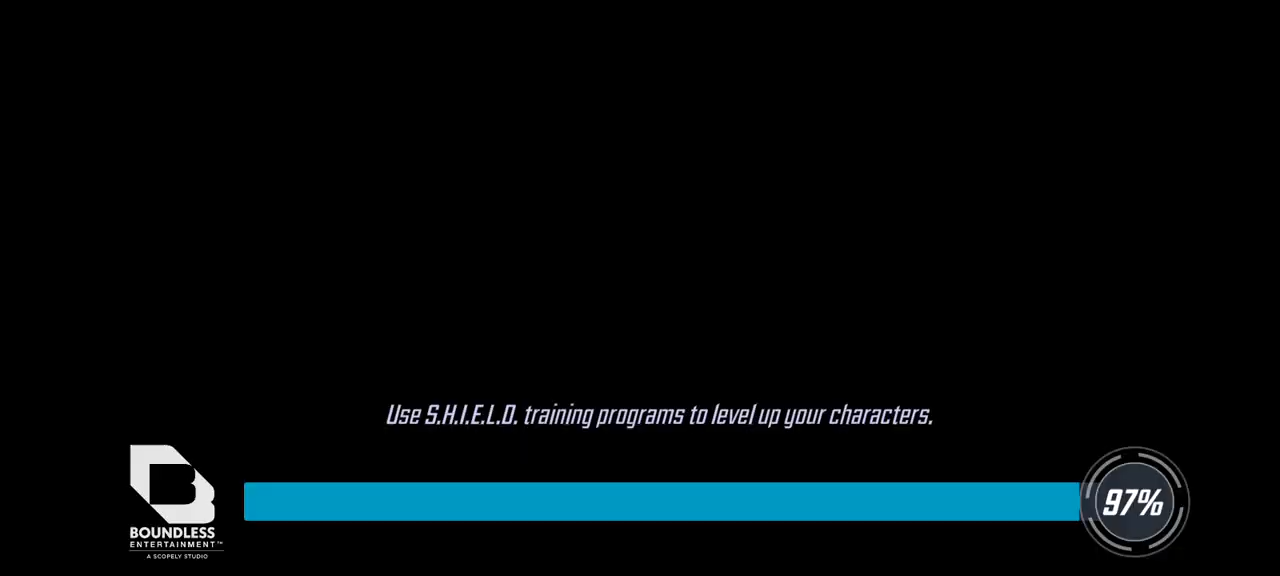 Use S.H.I.E.L.D. training programs to level up your characters.
97%
BOUNDLESS
ENTERTAINMENT™
A SCOPELY STUDIO